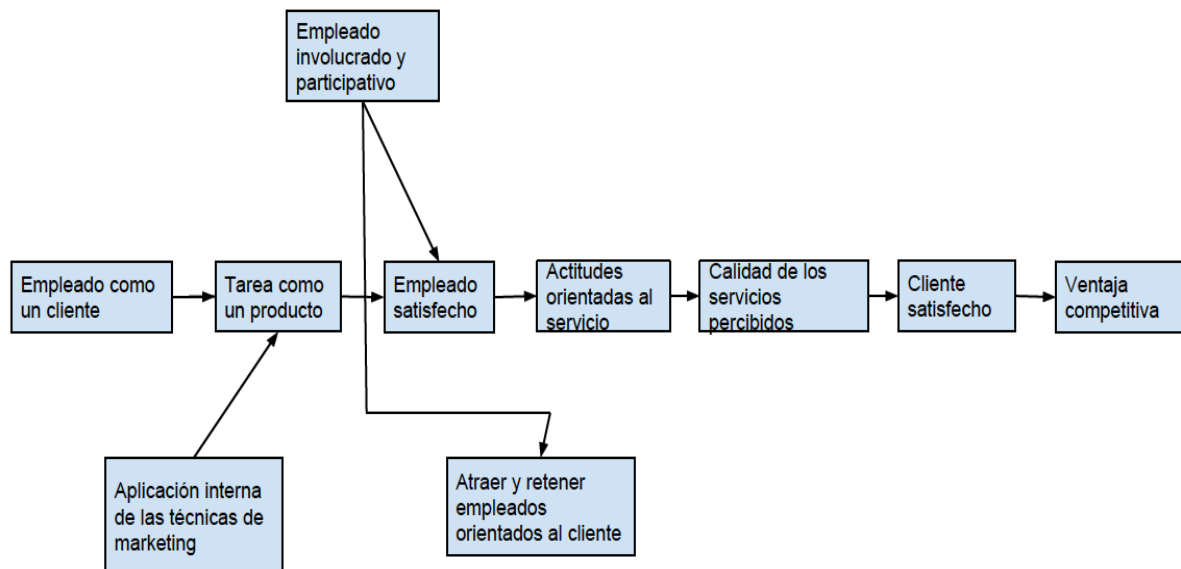 Empleado
involucrado y
participativo
Empleado como
un cliente
Tarea como
un producto
Empleado
satisfecho
Actitudes
orientadas al
servicio
Calidad de los
servicios
percibidos
Cliente
satisfecho
Ventaja
competitiva
Aplicación interna
de las técnicas de
marketing
Atraer y retener
empleados
orientados al cliente